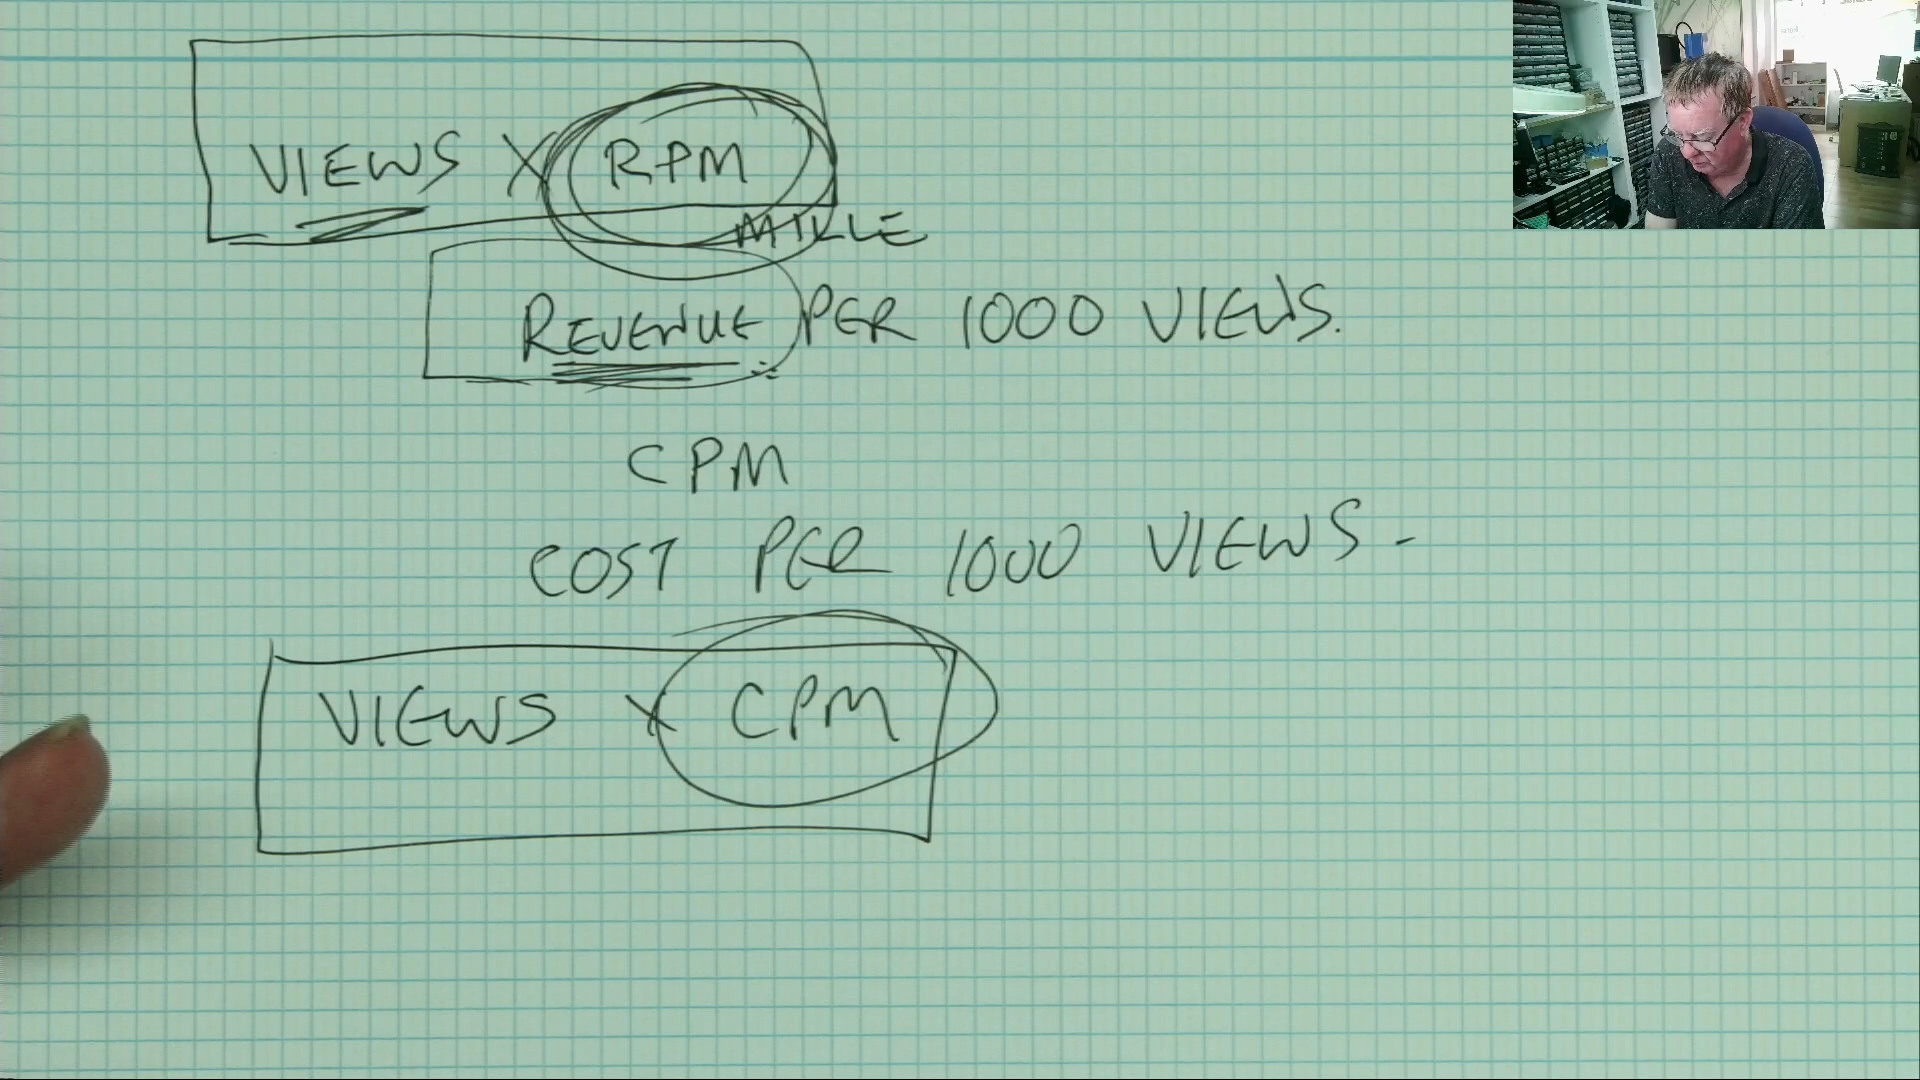 VIEWS X RPM
MILLE
REVENUE PER 1000 VIEWS.
CPM
COST PER 1000 VIEWS -
VIEWS X CPM